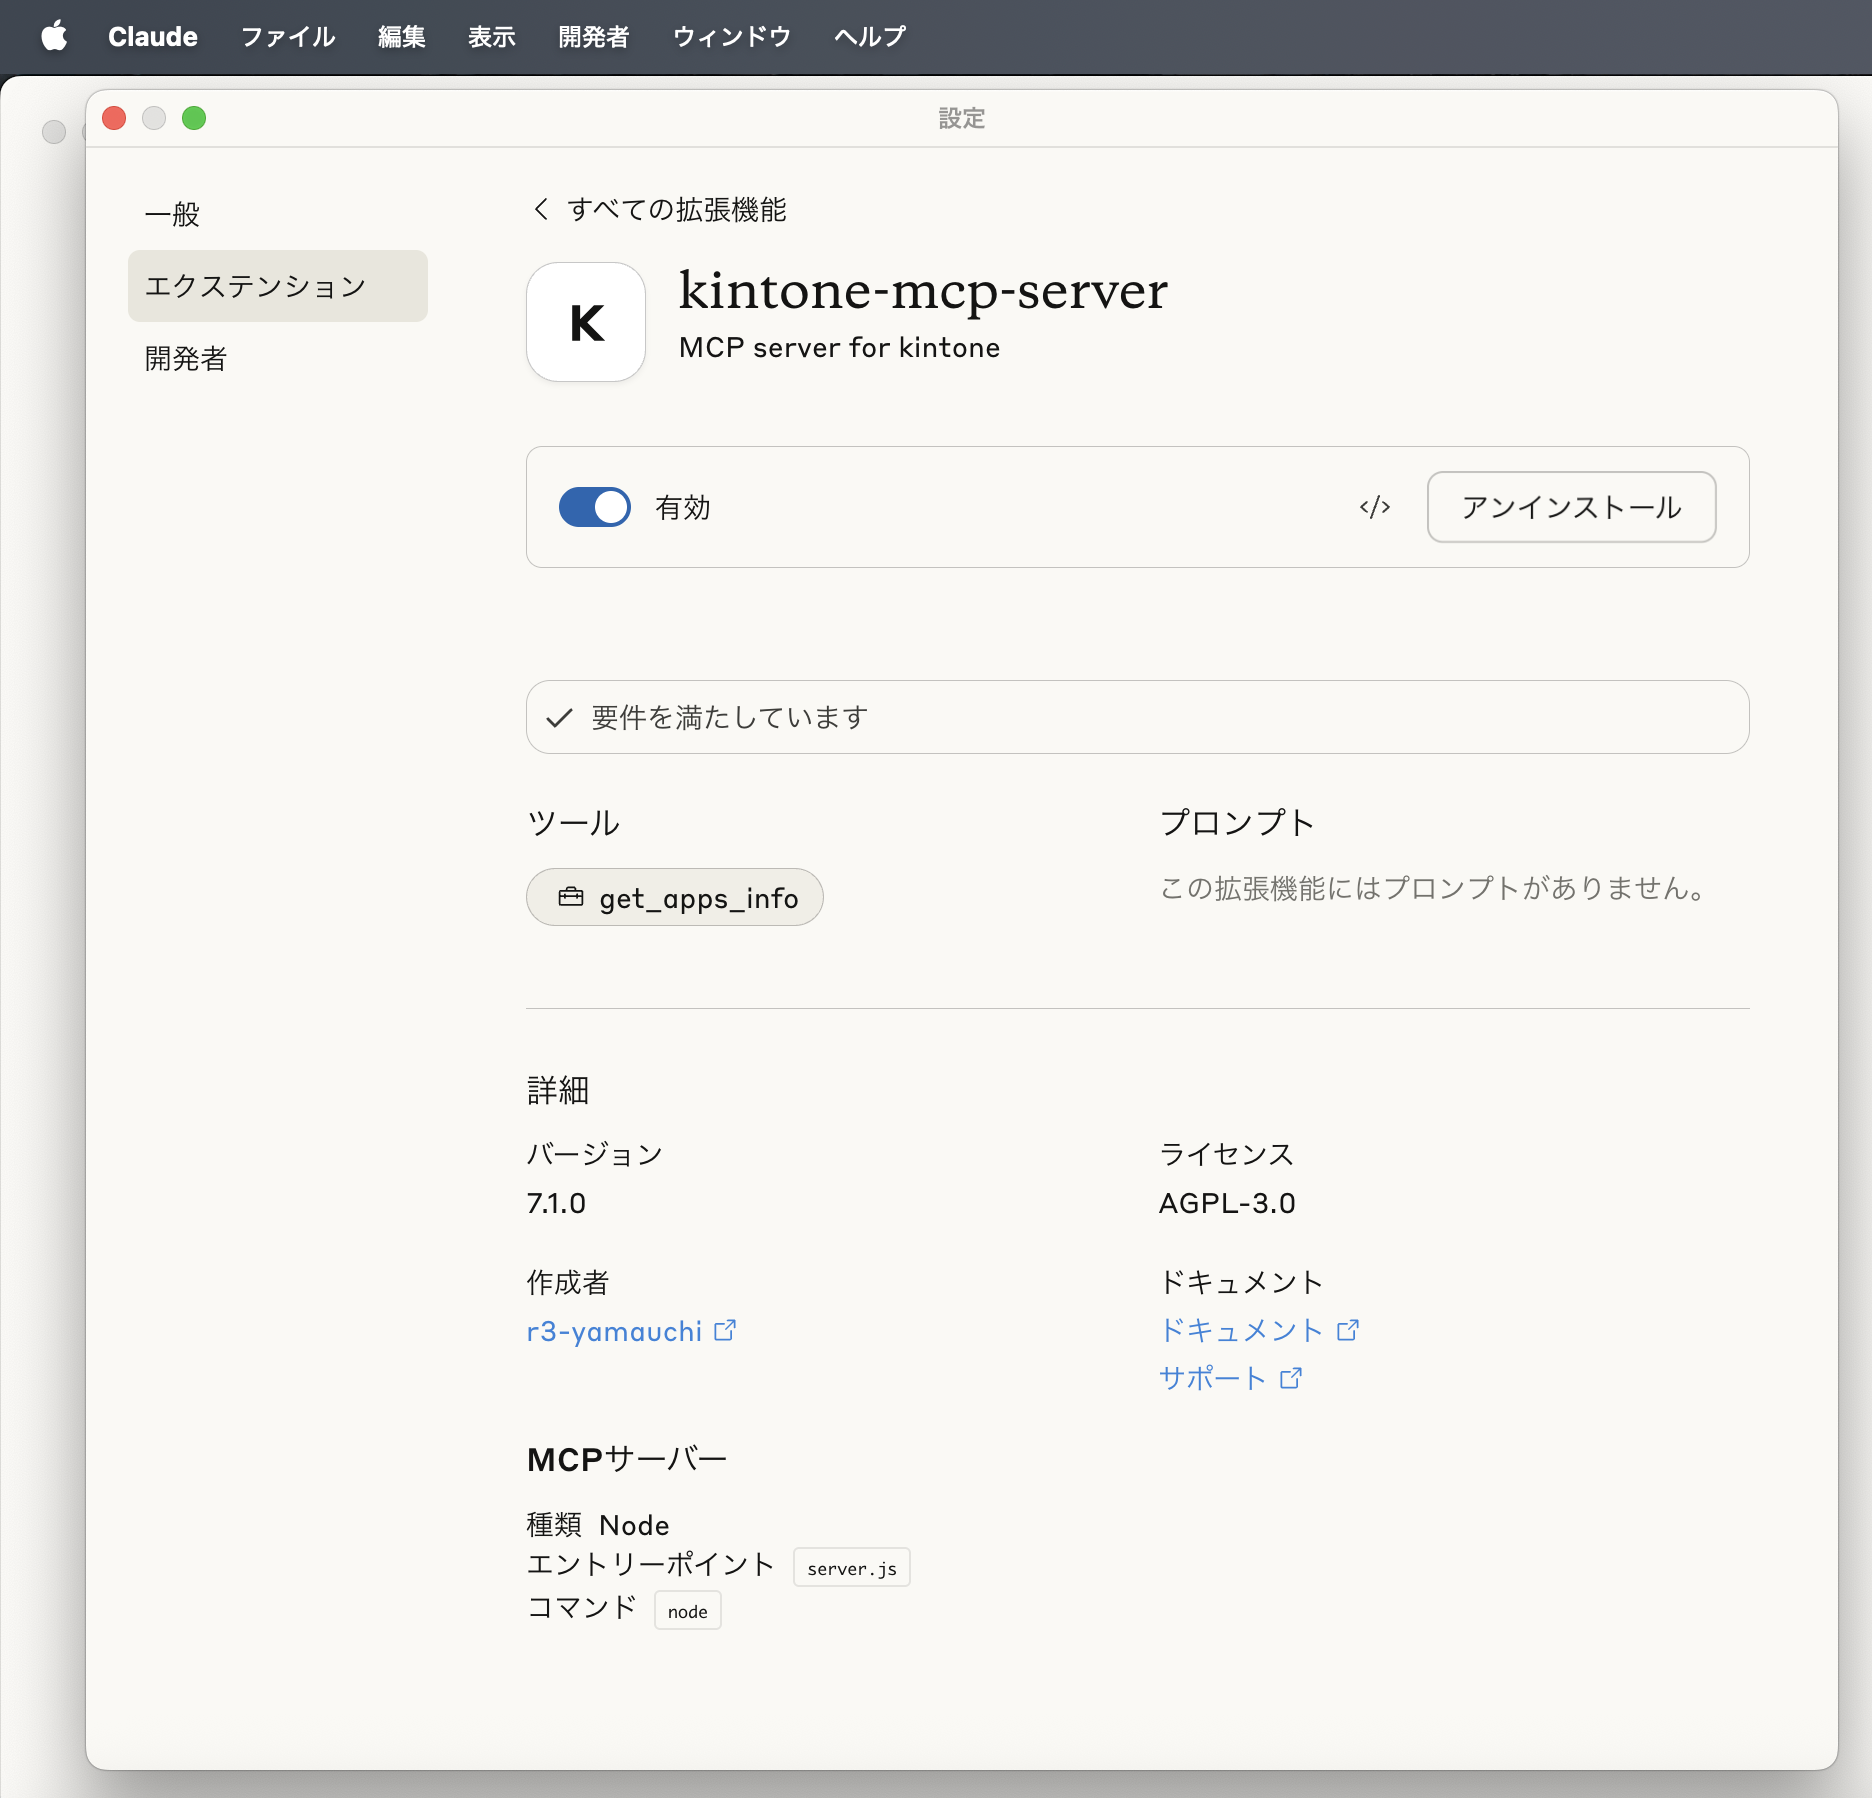 Claude ファイル 編集 表示 開発者 ウィンドウ ヘルプ
設定
一般
エクステンション
開発者
すべての拡張機能
K
kintone-mcp-server
MCP server for kintone
有効
</>
アンインストール
要件を満たしています
ツール
get_apps_info
プロンプト
この拡張機能にはプロンプトがありません。
詳細
バージョン
7.1.0
ライセンス
AGPL-3.0
作成者
r3-yamauchi
ドキュメント
ドキュメント
サポート
MCPサーバー
種類 Node
エントリーポイント server.js
コマンド node